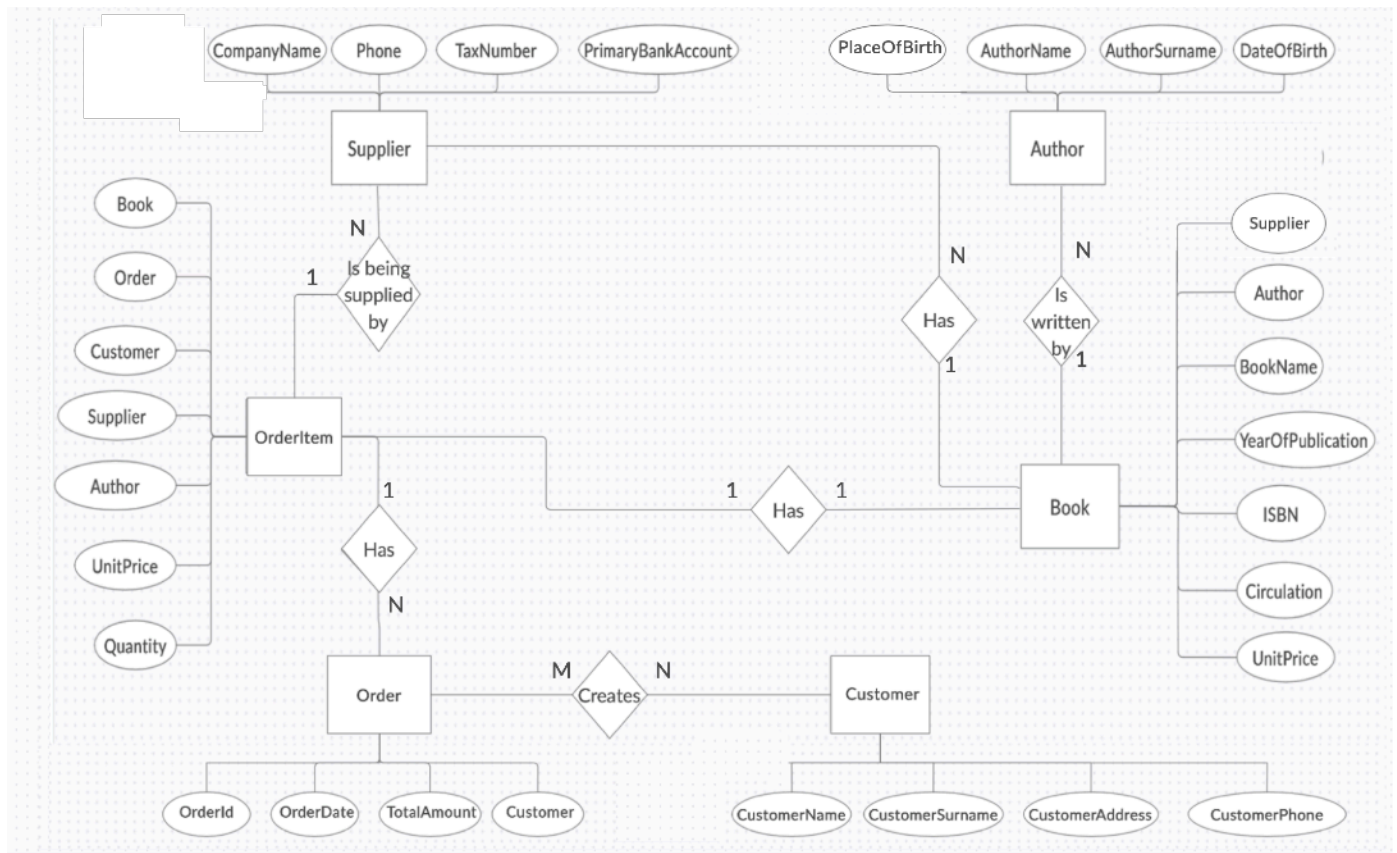 CompanyName
Phone
TaxNumber
PrimaryBankAccount
PlaceOfBirth
AuthorName
AuthorSurname
DateOfBirth
Supplier
Author
Book
Order
Customer
Supplier
Author
UnitPrice
Quantity
N
1
Is being
supplied
by
N
Has
1
N
Is
written
by
1
Supplier
Author
BookName
YearOfPublication
ISBN
Circulation
UnitPrice
OrderItem
1
Has
N
1
Has
1
Book
Order
M
Creates
N
Customer
OrderId
OrderDate
TotalAmount
Customer
CustomerName
CustomerSurname
CustomerAddress
CustomerPhone